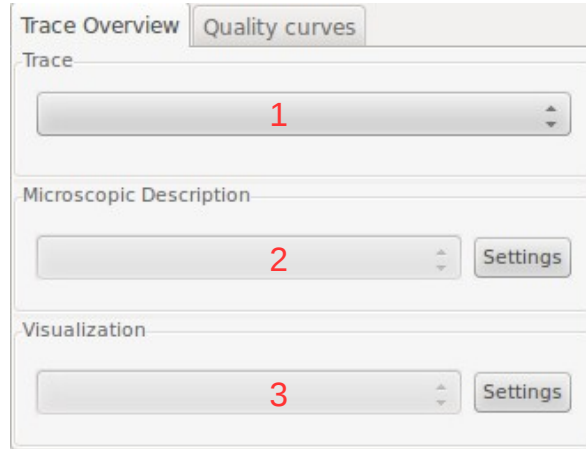 Trace Overview Quality curves
Trace
1
Microscopic Description
2 Settings
Visualization
3 Settings